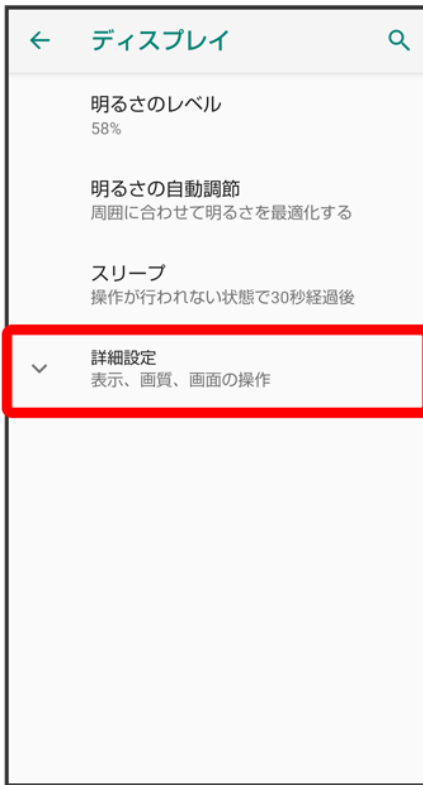 ディスプレイ
明るさのレベル
58%
明るさの自動調節
周囲に合わせて明るさを最適化する
スリープ
操作が行われない状態で30秒経過後
詳細設定
表示、画質、画面の操作